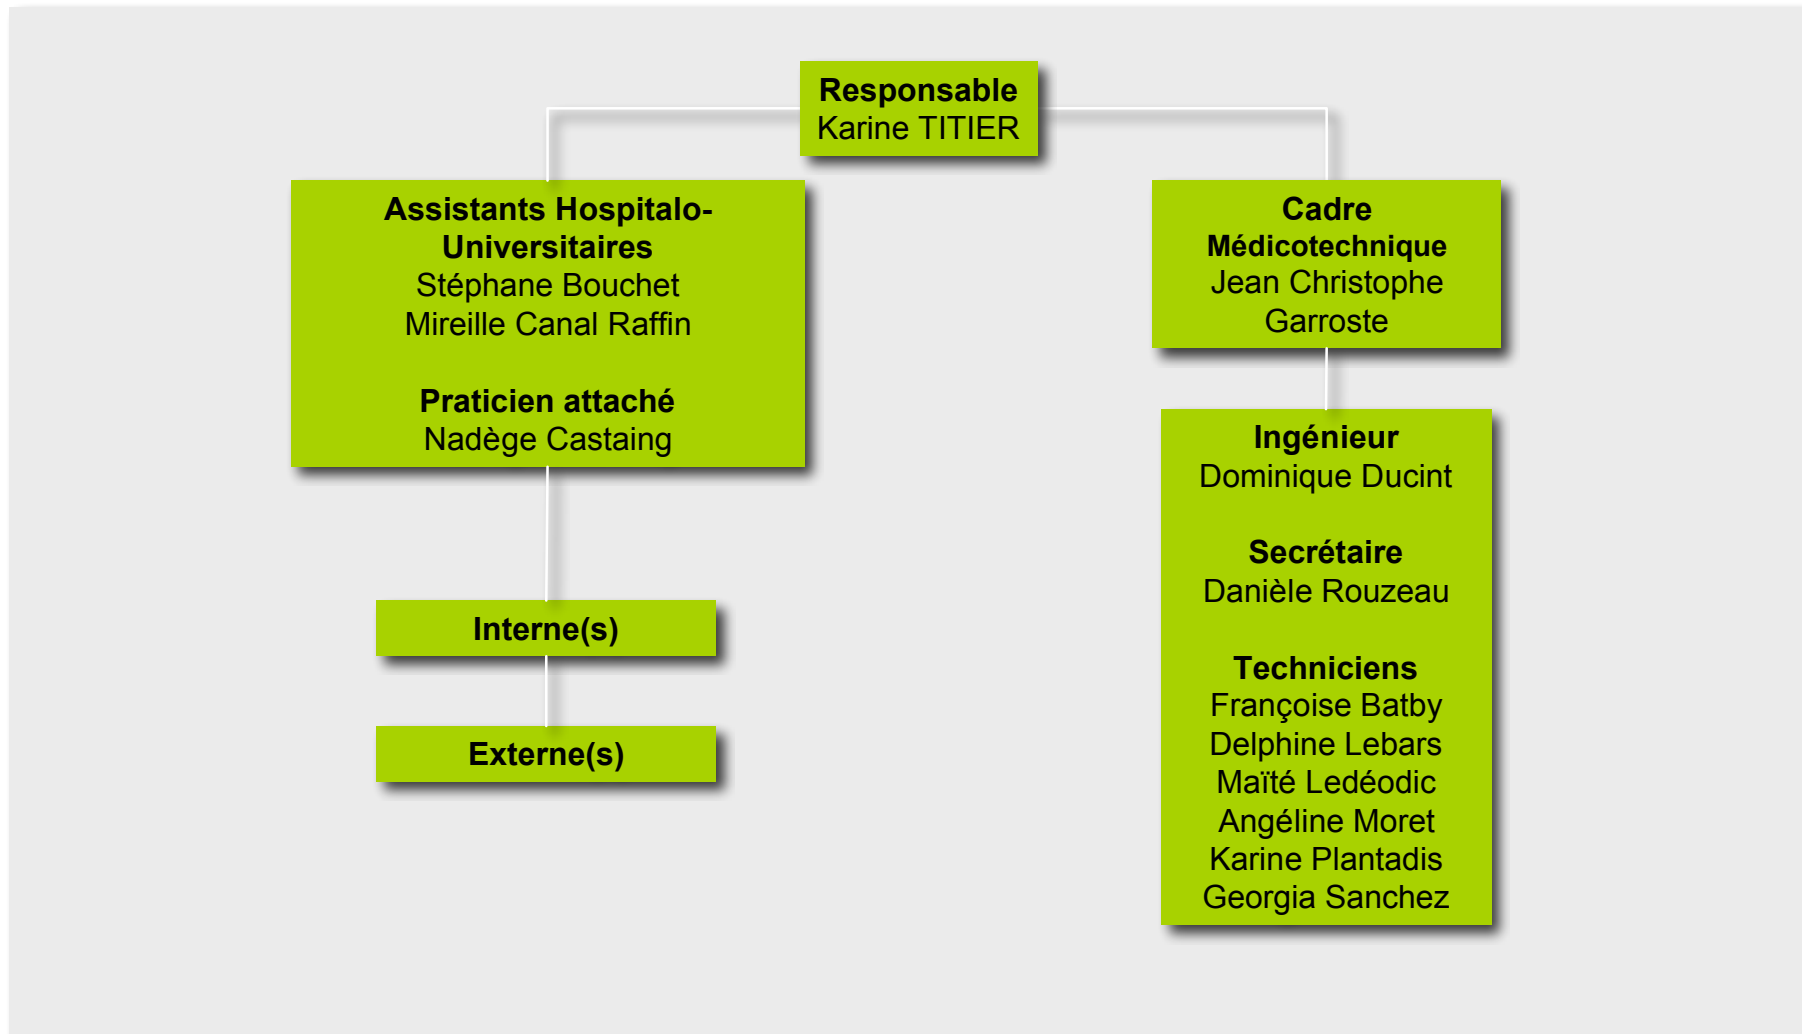 Responsable
Karine TITIER
Assistants Hospitalo-
Universitaires
Stéphane Bouchet
Mireille Canal Raffin
Praticien attaché
Nadège Castaing
Interne(s)
Externe(s)
Cadre
Médicotechnique
Jean Christophe
Garroste
Ingénieur
Dominique Ducint
Secrétaire
Danièle Rouzeau
Techniciens
Françoise Batby
Delphine Lebars
Maïté Ledéodic
Angéline Moret
Karine Plantadis
Georgia Sanchez